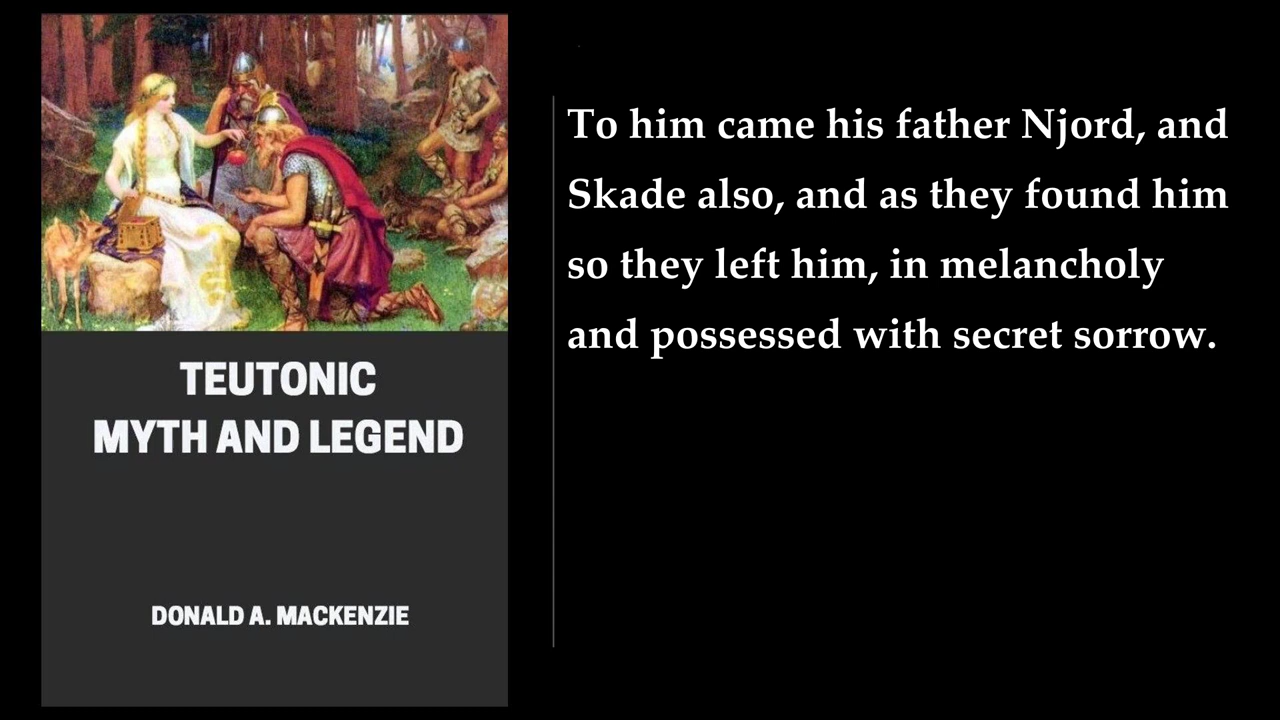 TEUTONIC
MYTH AND LEGEND
DONALD A. MACKENZIE
To him came his father Njord, and
Skade also, and as they found him
so they left him, in melancholy
and possessed with secret sorrow.